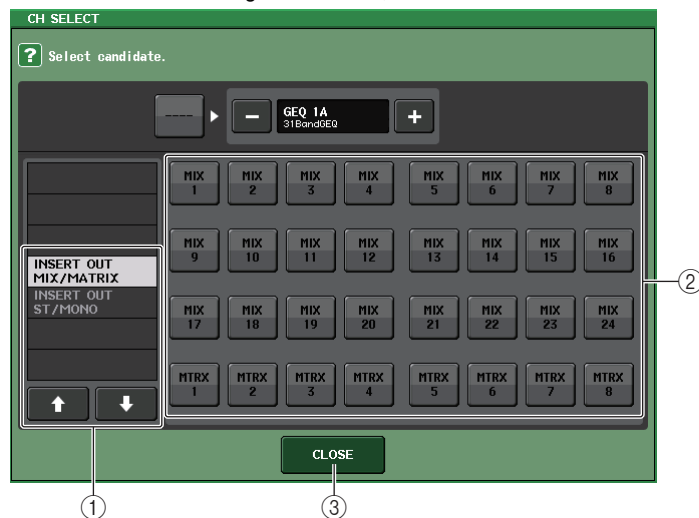 CH SELECT
? Select candidate.
---- GEQ 1A
31BandGEQ
− +
MIX 1 MIX 2 MIX 3 MIX 4 MIX 5 MIX 6 MIX 7 MIX 8
MIX 9 MIX 10 MIX 11 MIX 12 MIX 13 MIX 14 MIX 15 MIX 16
INSERT OUT
MIX/MATRIX
INSERT OUT
ST/MONO
②
MIX 17 MIX 18 MIX 19 MIX 20 MIX 21 MIX 22 MIX 23 MIX 24
MTRX 1 MTRX 2 MTRX 3 MTRX 4 MTRX 5 MTRX 6 MTRX 7 MTRX 8
CLOSE
① ③